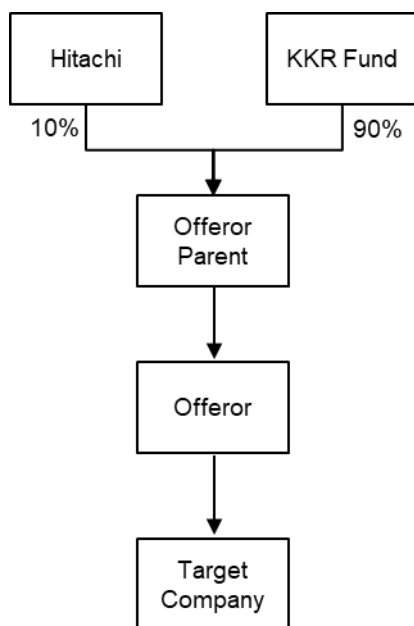 Hitachi
KKR Fund
10%
90%
Offeror
Parent
Offeror
Target
Company